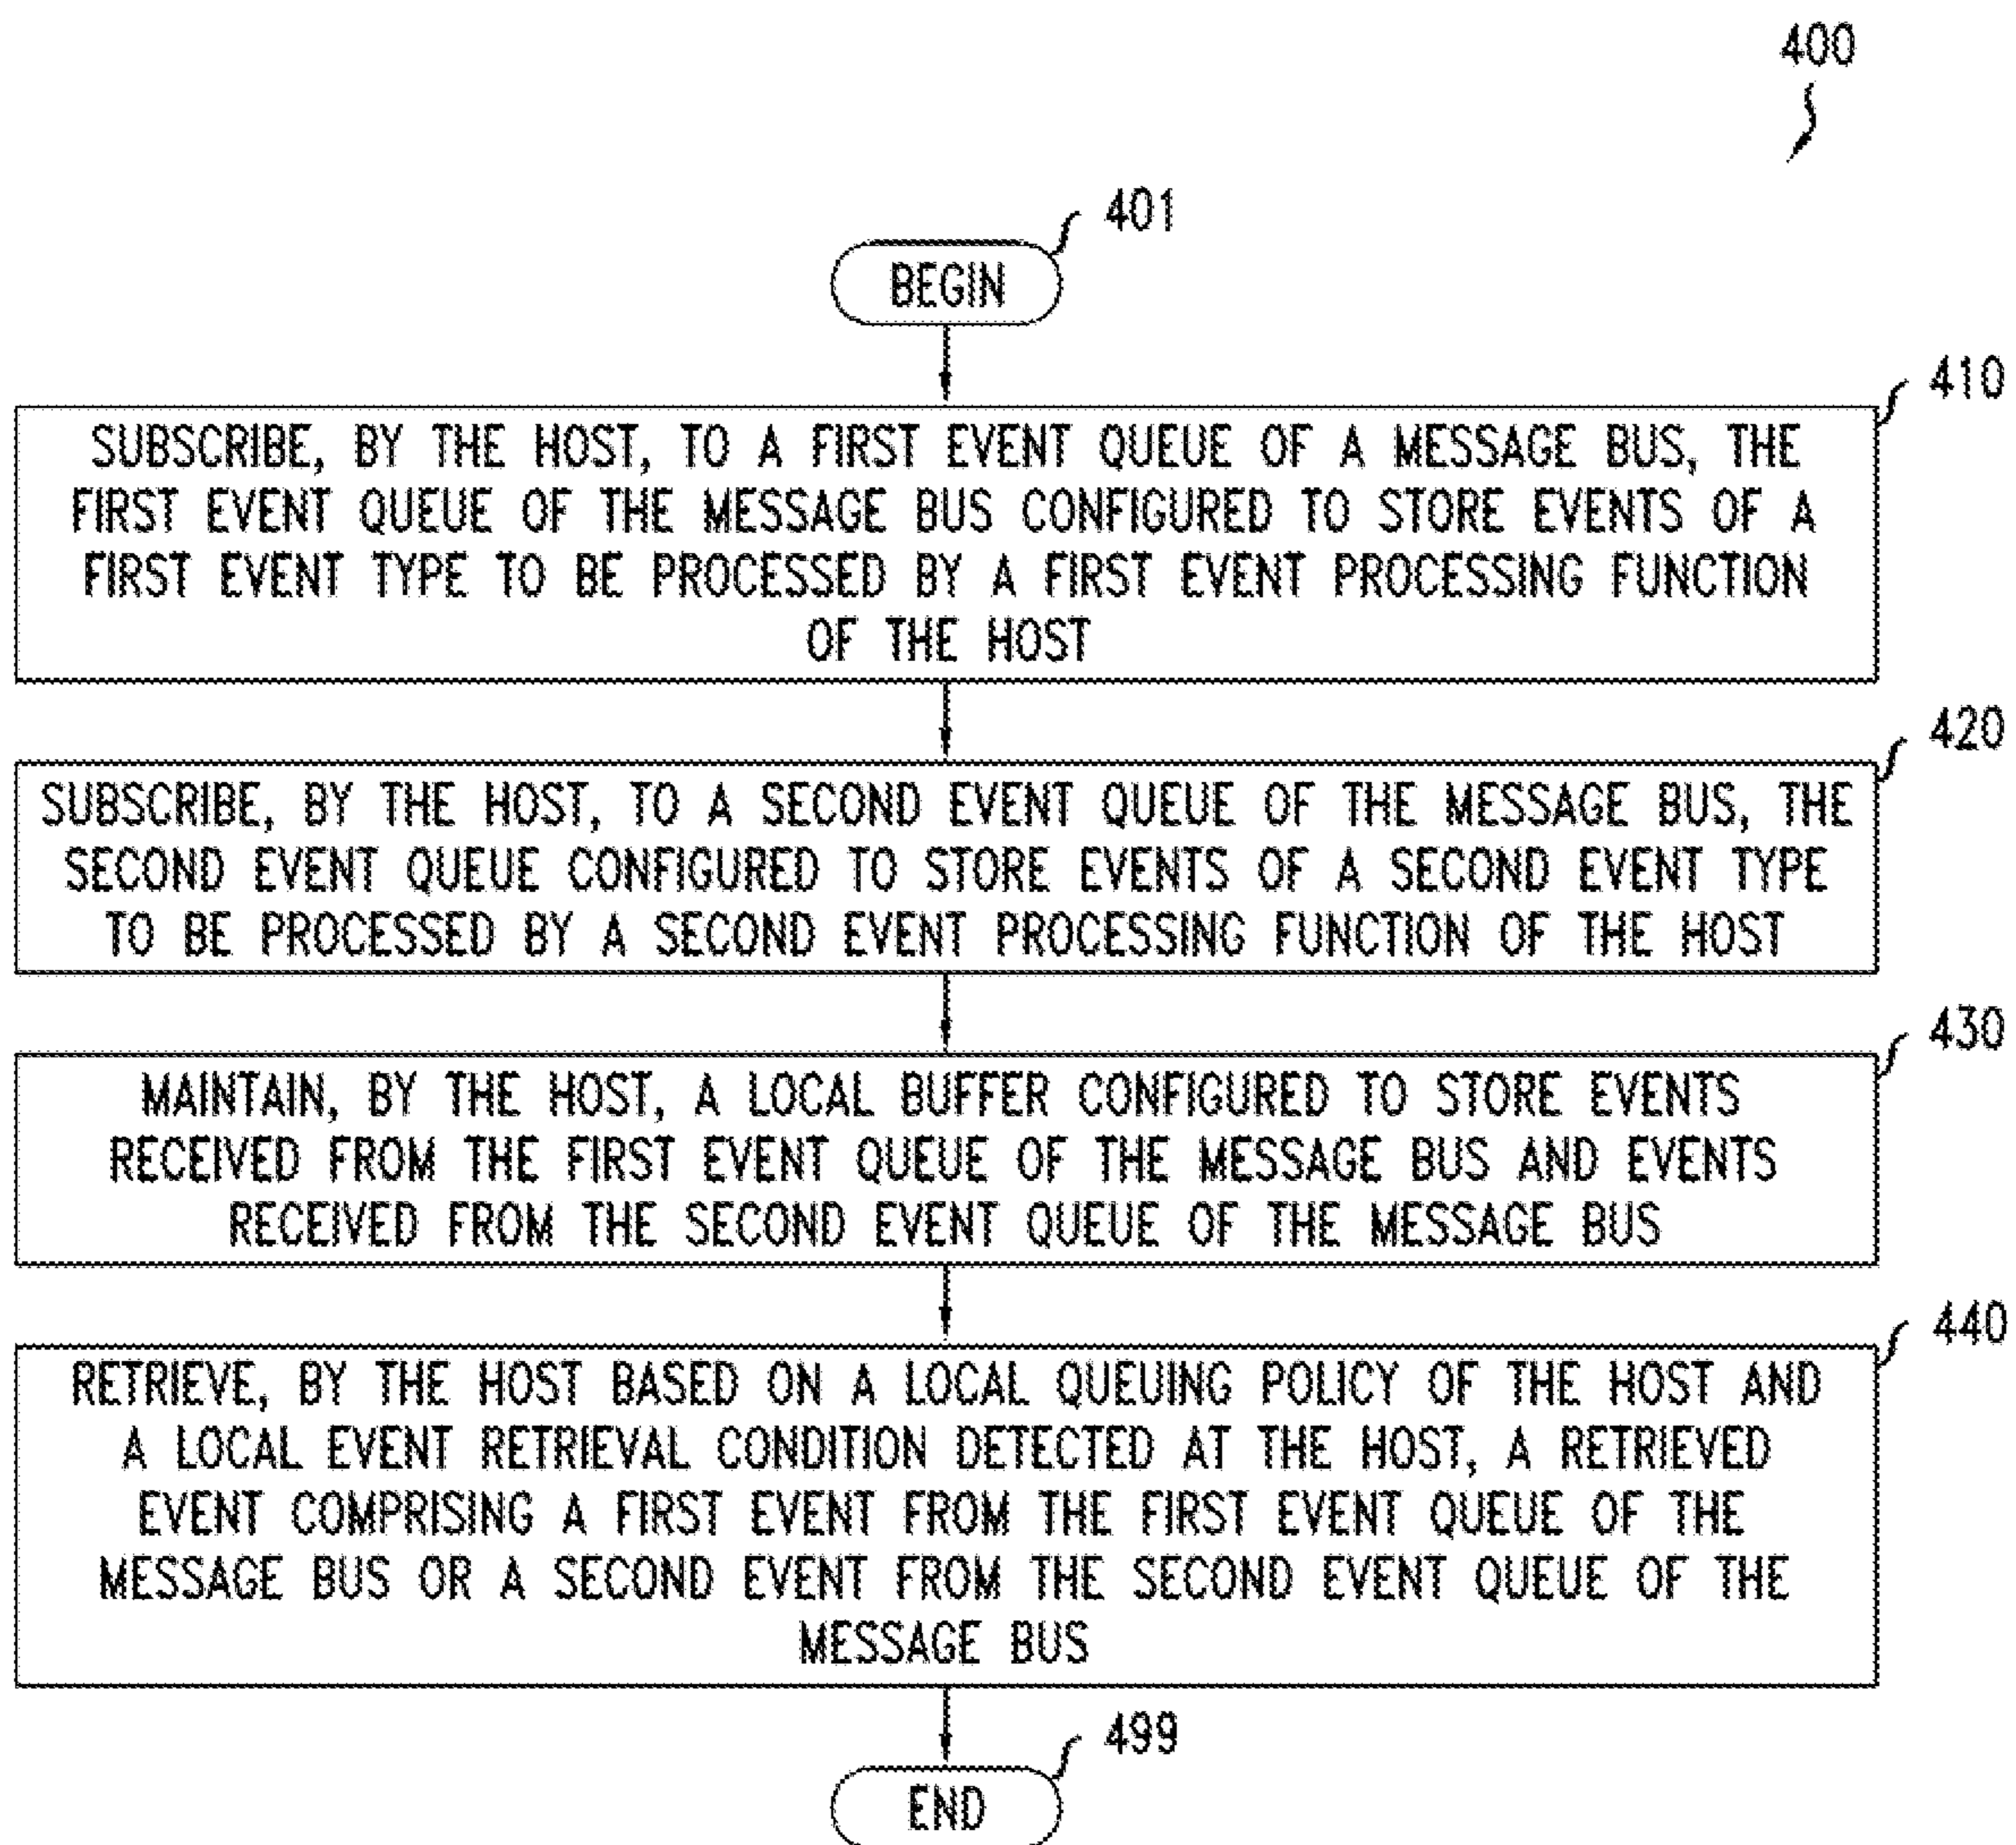 400
401
BEGIN
410
SUBSCRIBE, BY THE HOST, TO A FIRST EVENT QUEUE OF A MESSAGE BUS, THE
FIRST EVENT QUEUE OF THE MESSAGE BUS CONFIGURED TO STORE EVENTS OF A
FIRST EVENT TYPE TO BE PROCESSED BY A FIRST EVENT PROCESSING FUNCTION
OF THE HOST
420
SUBSCRIBE, BY THE HOST, TO A SECOND EVENT QUEUE OF THE MESSAGE BUS, THE
SECOND EVENT QUEUE CONFIGURED TO STORE EVENTS OF A SECOND EVENT TYPE
TO BE PROCESSED BY A SECOND EVENT PROCESSING FUNCTION OF THE HOST
430
MAINTAIN, BY THE HOST, A LOCAL BUFFER CONFIGURED TO STORE EVENTS
RECEIVED FROM THE FIRST EVENT QUEUE OF THE MESSAGE BUS AND EVENTS
RECEIVED FROM THE SECOND EVENT QUEUE OF THE MESSAGE BUS
440
RETRIEVE, BY THE HOST BASED ON A LOCAL QUEUING POLICY OF THE HOST AND
A LOCAL EVENT RETRIEVAL CONDITION DETECTED AT THE HOST, A RETRIEVED
EVENT COMPRISING A FIRST EVENT FROM THE FIRST EVENT QUEUE OF THE
MESSAGE BUS OR A SECOND EVENT FROM THE SECOND EVENT QUEUE OF THE
MESSAGE BUS
499
END